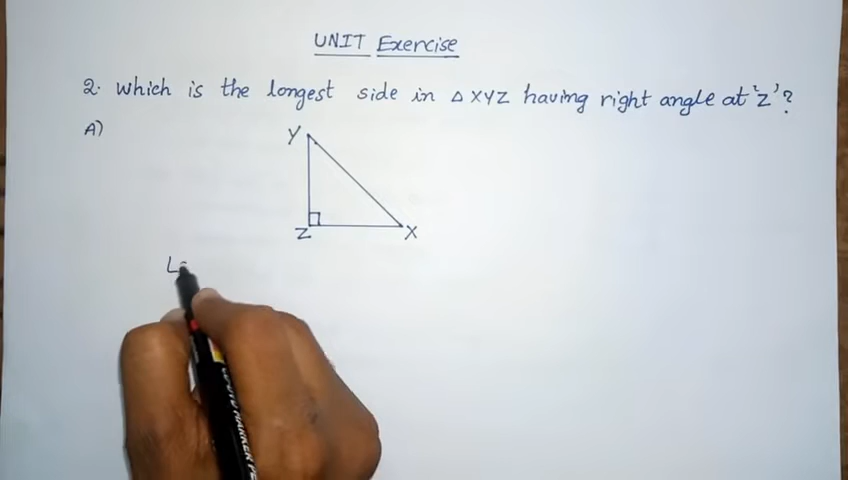 UNIT Exercise
2. which is the longest side in Δ XYZ having right angle at 'z'?
A)
Y
Z X